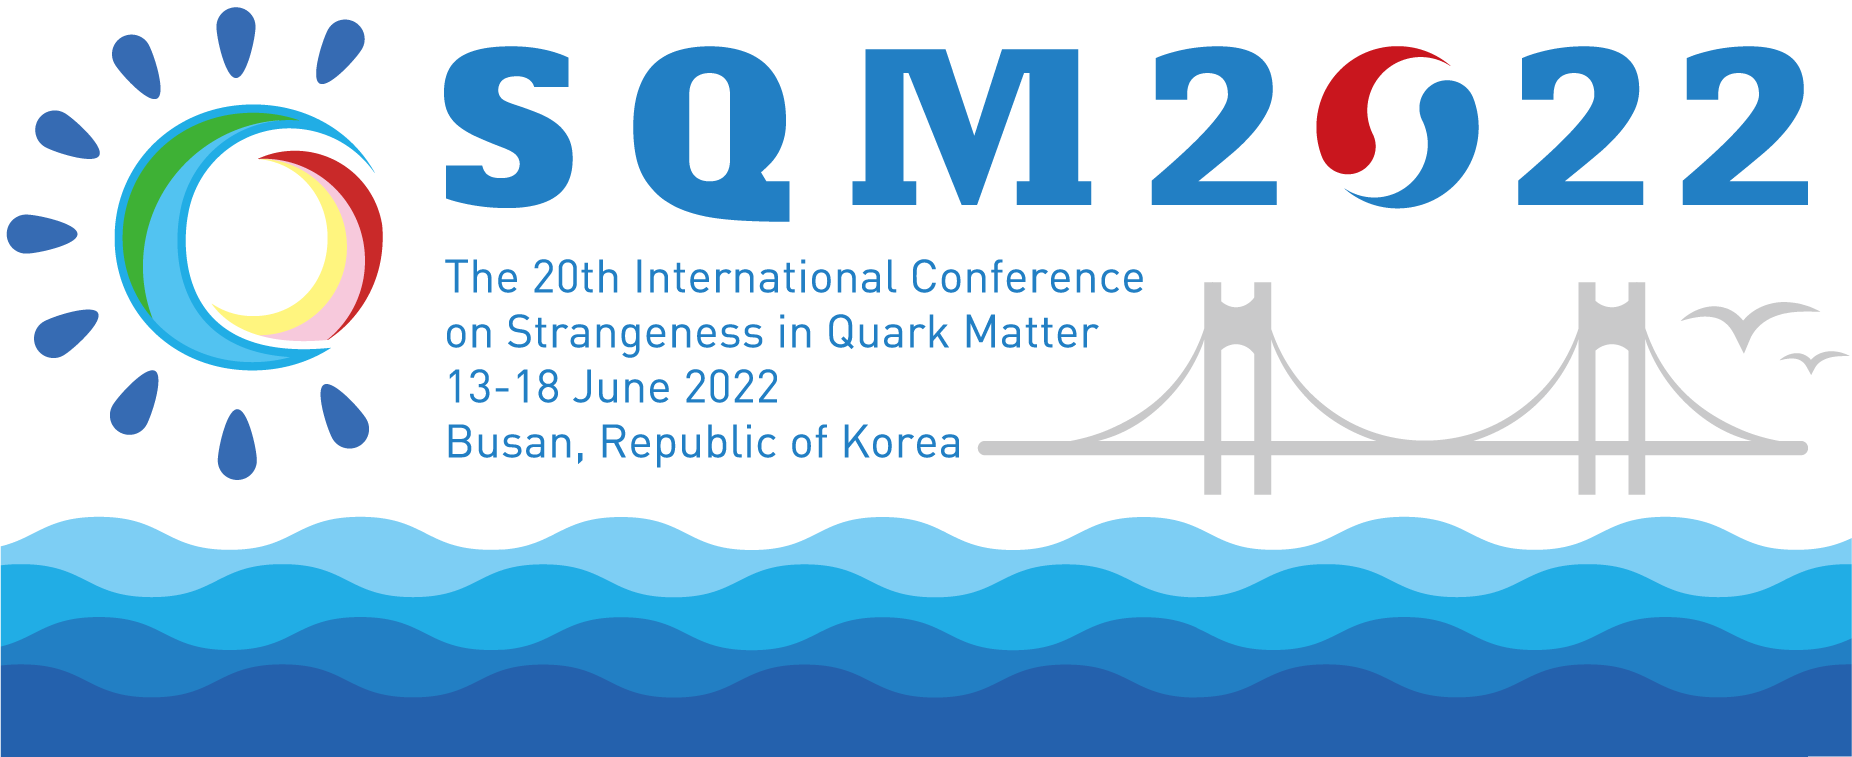 SQM2022
The 20th International Conference
on Strangeness in Quark Matter
13-18 June 2022
Busan, Republic of Korea